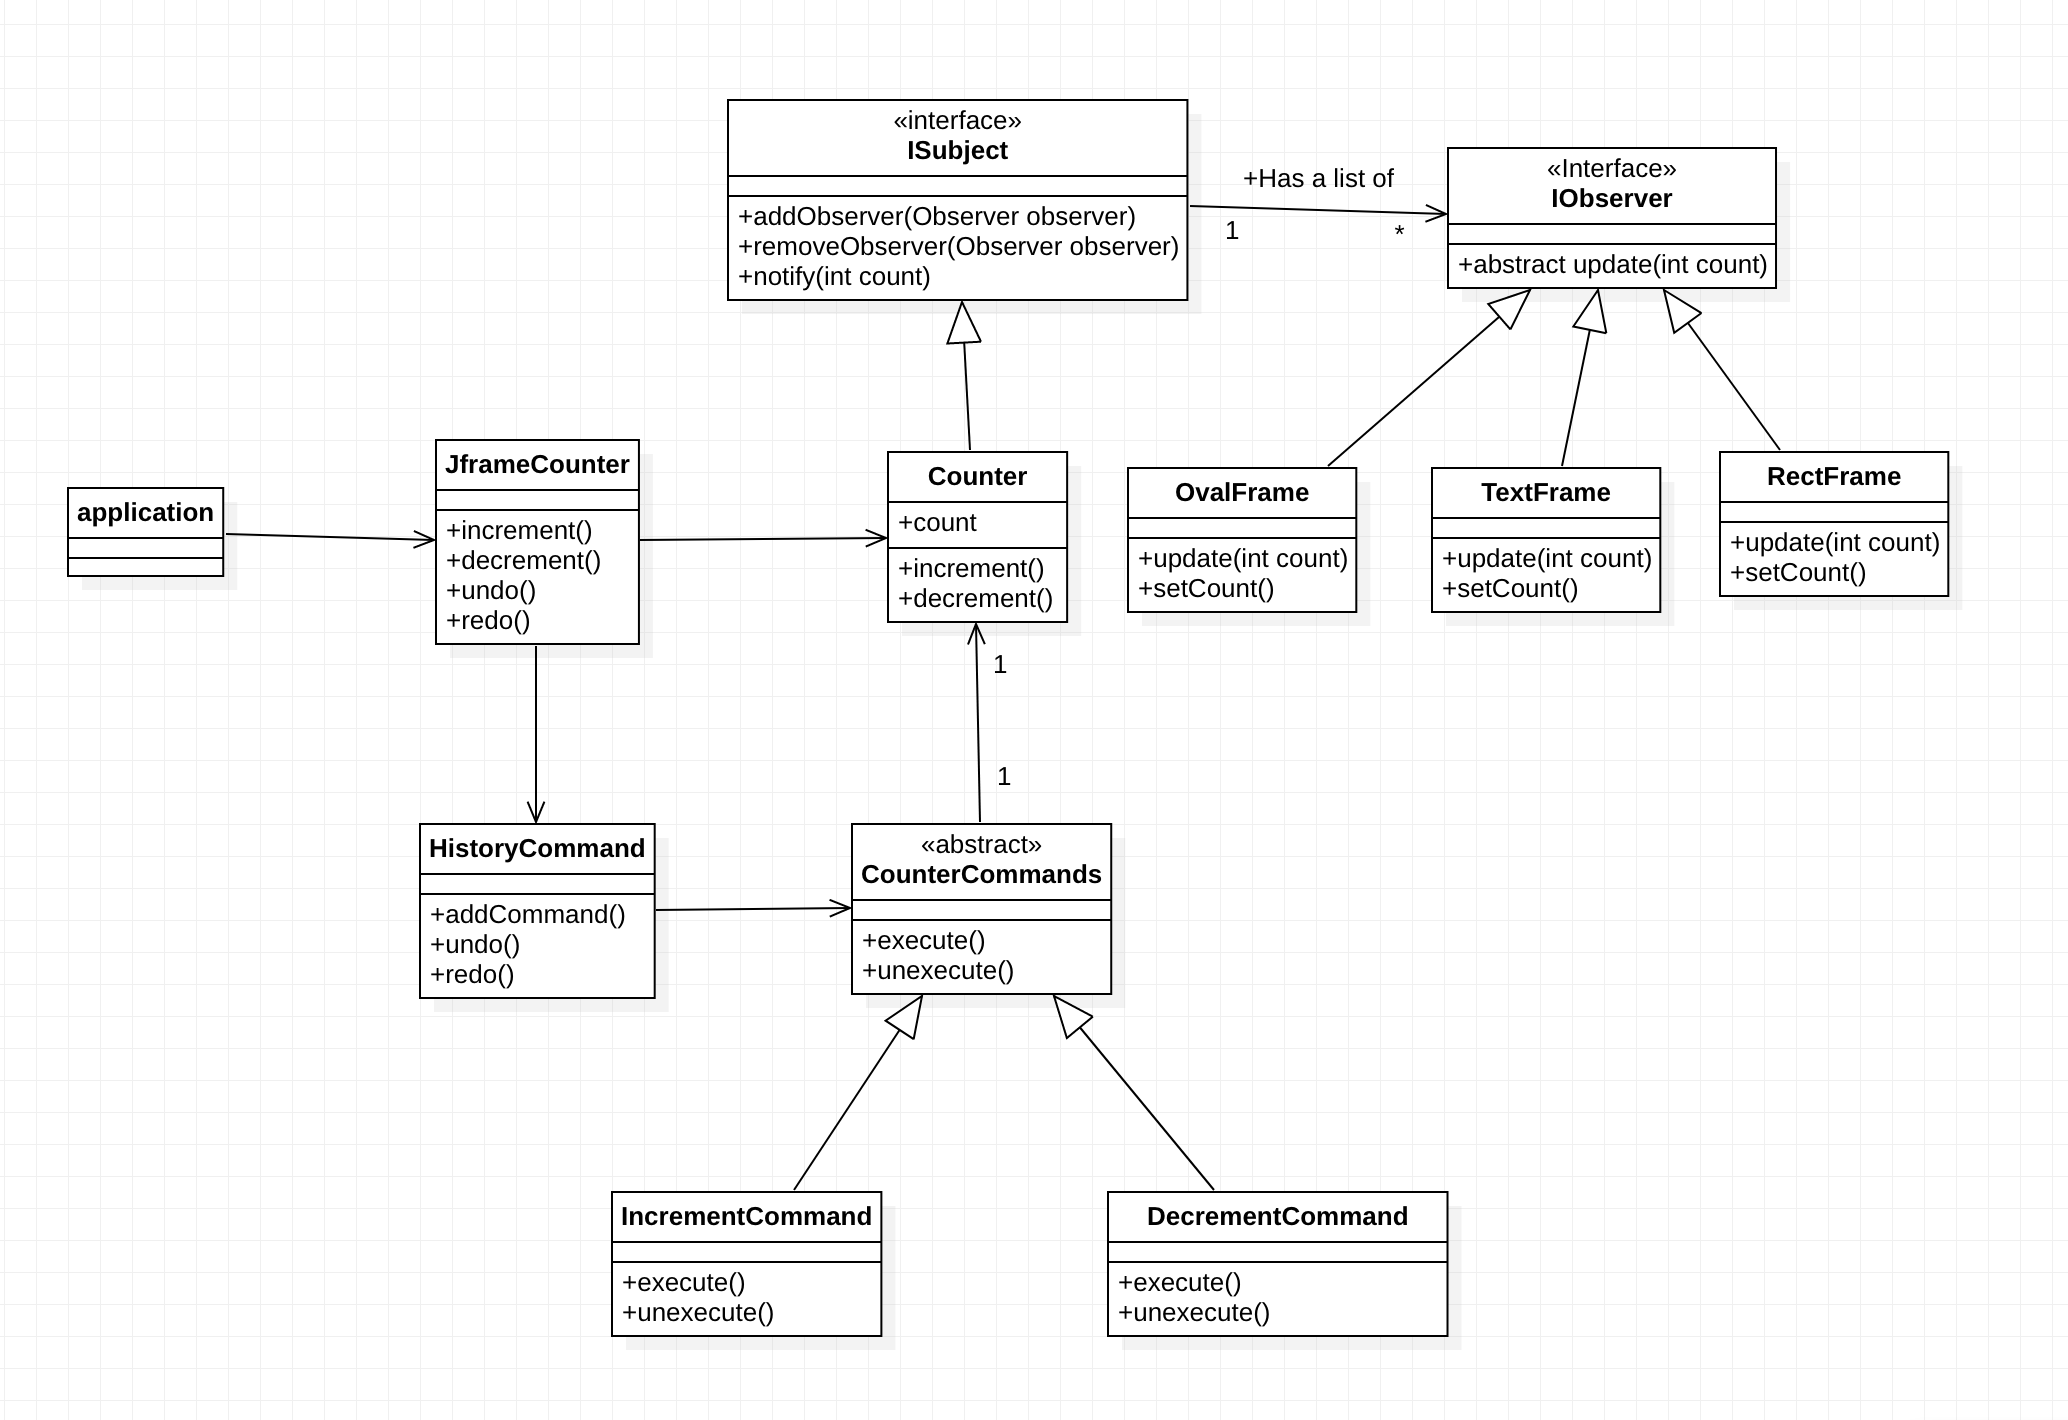 «interface»
ISubject
+addObserver(Observer observer)
+removeObserver(Observer observer)
+notify(int count)
+Has a list of
1
*
«Interface»
IObserver
+abstract update(int count)
application
JframeCounter
+increment()
+decrement()
+undo()
+redo()
Counter
+count
+increment()
+decrement()
OvalFrame
+update(int count)
+setCount()
TextFrame
+update(int count)
+setCount()
RectFrame
+update(int count)
+setCount()
1
1
HistoryCommand
+addCommand()
+undo()
+redo()
«abstract»
CounterCommands
+execute()
+unexecute()
IncrementCommand
+execute()
+unexecute()
DecrementCommand
+execute()
+unexecute()